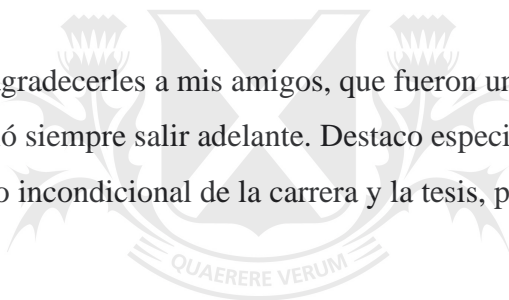 gradecerles a mis amigos, que fueron un
ó siempre salir adelante. Destaco especi
o incondicional de la carrera y la tesis, p
QUAERERE VERUM